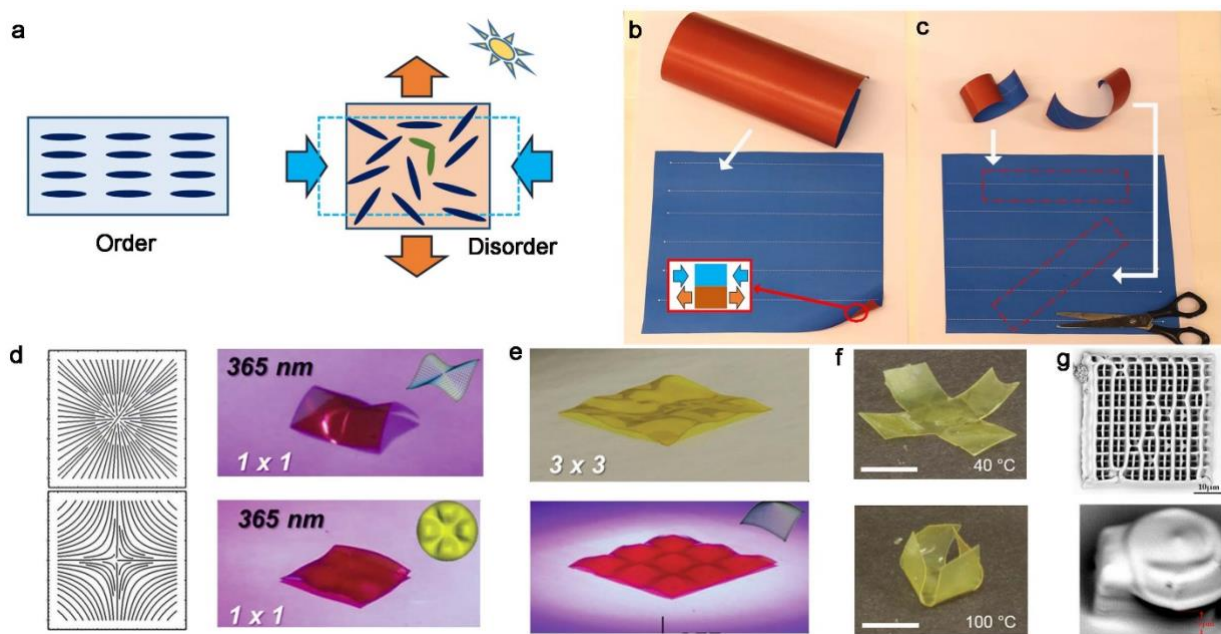 a
Order
Disorder
b
c
d
365 nm
1 x 1
365 nm
1 x 1
e
3 x 3
f
40 °C
100 °C
g
10μm